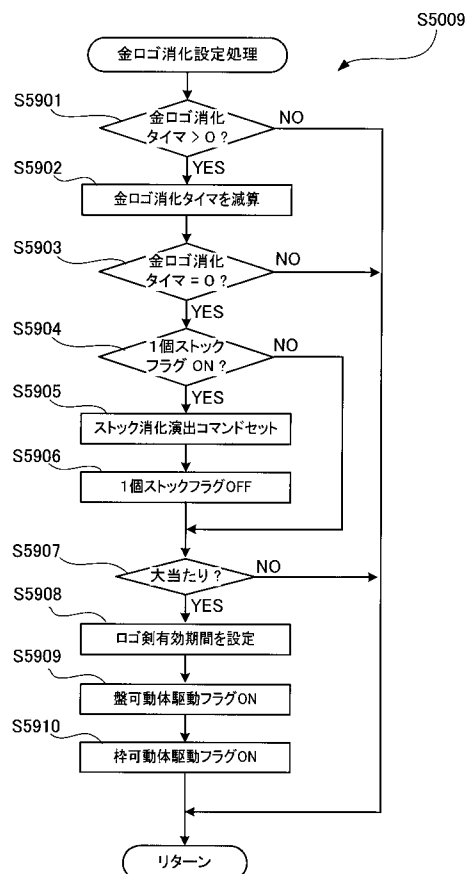 S5009
金ロゴ消化設定処理
S5901
金ロゴ消化
タイマ > 0 ?
NO
YES
S5902
金ロゴ消化タイマを減算
S5903
金ロゴ消化
タイマ = 0 ?
NO
YES
S5904
1個ストック
フラグ ON ?
NO
YES
S5905
ストック消化演出コマンドセット
S5906
1個ストックフラグOFF
S5907
大当たり ?
NO
YES
S5908
ロゴ剣有効期間を設定
S5909
盤可動体駆動フラグON
S5910
枠可動体駆動フラグON
リターン